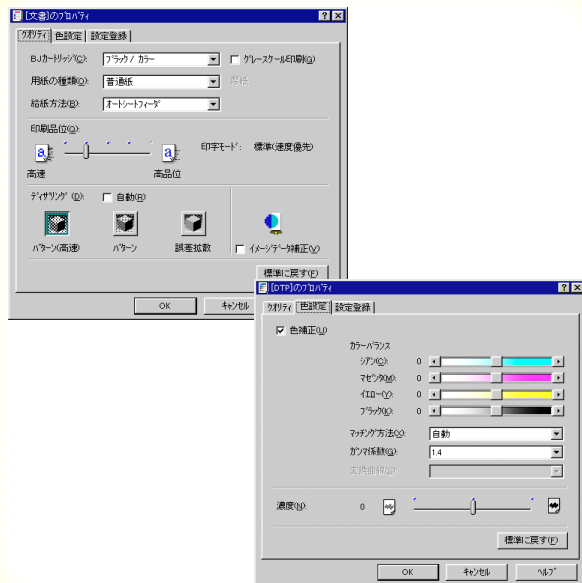 [文書]のプロパティ
クオリティ 色設定 設定登録
BJカートリッジ(C): ブラック / カラー グレースケール印刷(G)
用紙の種類(O): 普通紙 厚紙
給紙方法(B): オートシートフィーダ
印刷品位(Q):
印字モード: 標準(速度優先)
高速 高品位
ディザリング (D): 自動(R)
パターン(高速) パターン 誤差拡散 イメージデータ補正(V)
標準に戻す(F)
OK キャンセル
[DTP]のプロパティ
クオリティ 色設定 設定登録
色補正(U)
カラーバランス
シアン(C): 0
マゼンタ(M): 0
イエロー(Y): 0
ブラック(K): 0
マッチング方法(X): 自動
ガンマ係数(G): 1.4
濃度(N): 0
標準に戻す(F)
OK キャンセル ヘルプ